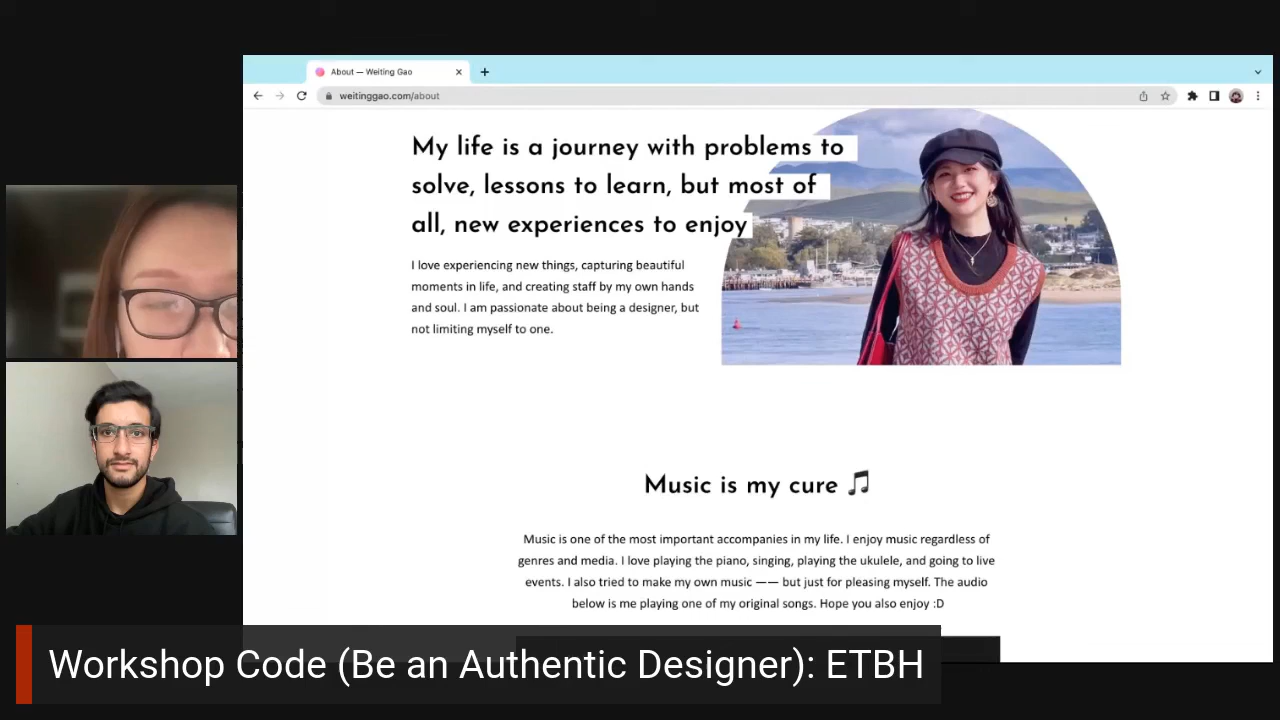 About — Weiting Gao
weitinggao.com/about
My life is a journey with problems to
solve, lessons to learn, but most of
all, new experiences to enjoy
I love experiencing new things, capturing beautiful
moments in life, and creating staff by my own hands
and soul. I am passionate about being a designer, but
not limiting myself to one.
Music is my cure 🎵
Music is one of the most important accompanies in my life. I enjoy music regardless of
genres and media. I love playing the piano, singing, playing the ukulele, and going to live
events. I also tried to make my own music —— but just for pleasing myself. The audio
below is me playing one of my original songs. Hope you also enjoy :D
Workshop Code (Be an Authentic Designer): ETBH